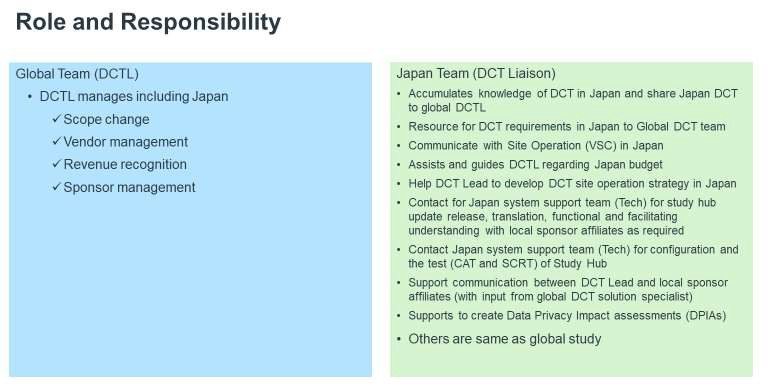 Role and Responsibility
Global Team (DCTL)
• DCTL manages including Japan
✓Scope change
✓Vendor management
✓Revenue recognition
✓Sponsor management
Japan Team (DCT Liaison)
• Accumulates knowledge of DCT in Japan and share Japan DCT
to global DCTL
• Resource for DCT requirements in Japan to Global DCT team
• Communicate with Site Operation (VSC) in Japan
• Assists and guides DCTL regarding Japan budget
• Help DCT Lead to develop DCT site operation strategy in Japan
• Contact for Japan system support team (Tech) for study hub
update release, translation, functional and facilitating
understanding with local sponsor affiliates as required
• Contact Japan system support team (Tech) for configuration and
the test (CAT and SCRT) of Study Hub
• Support communication between DCT Lead and local sponsor
affiliates (with input from global DCT solution specialist)
• Supports to create Data Privacy Impact assessments (DPIAs)
• Others are same as global study